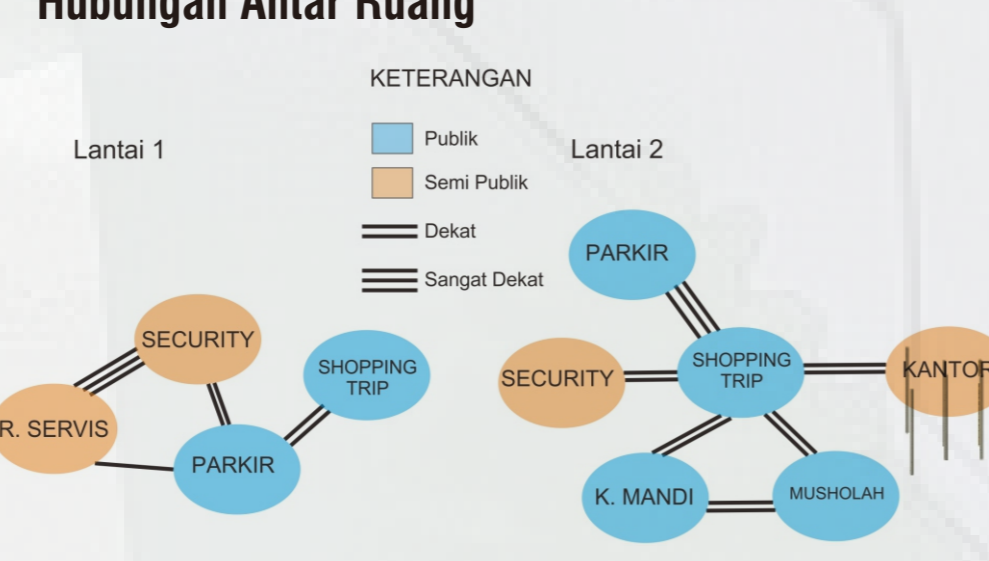 Hubungan Antar Ruang
KETERANGAN
Publik
Semi Publik
Dekat
Sangat Dekat
Lantai 1
SECURITY
SHOPPING
TRIP
R. SERVIS
PARKIR
Lantai 2
PARKIR
SECURITY
SHOPPING
TRIP
KANTOR
K. MANDI
MUSHOLAH